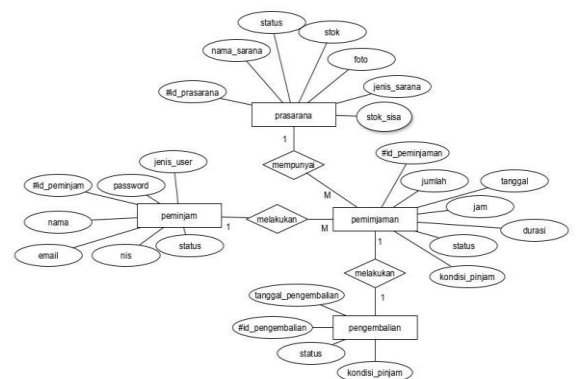 status
stok
nama_sarana
foto
jenis_sarana
#id_prasarana
prasarana
stok_sisa
1
mempunyai
M
#id_peminjaman
jenis_user
#id_peminjam
password
jumlah
tanggal
nama
peminjam
1
melakukan
M
pemimjaman
jam
durasi
email
nis
status
1
status
kondisi_pinjam
melakukan
1
tanggal_pengembalian
#id_pengembalian
pengembalian
status
kondisi_pinjam